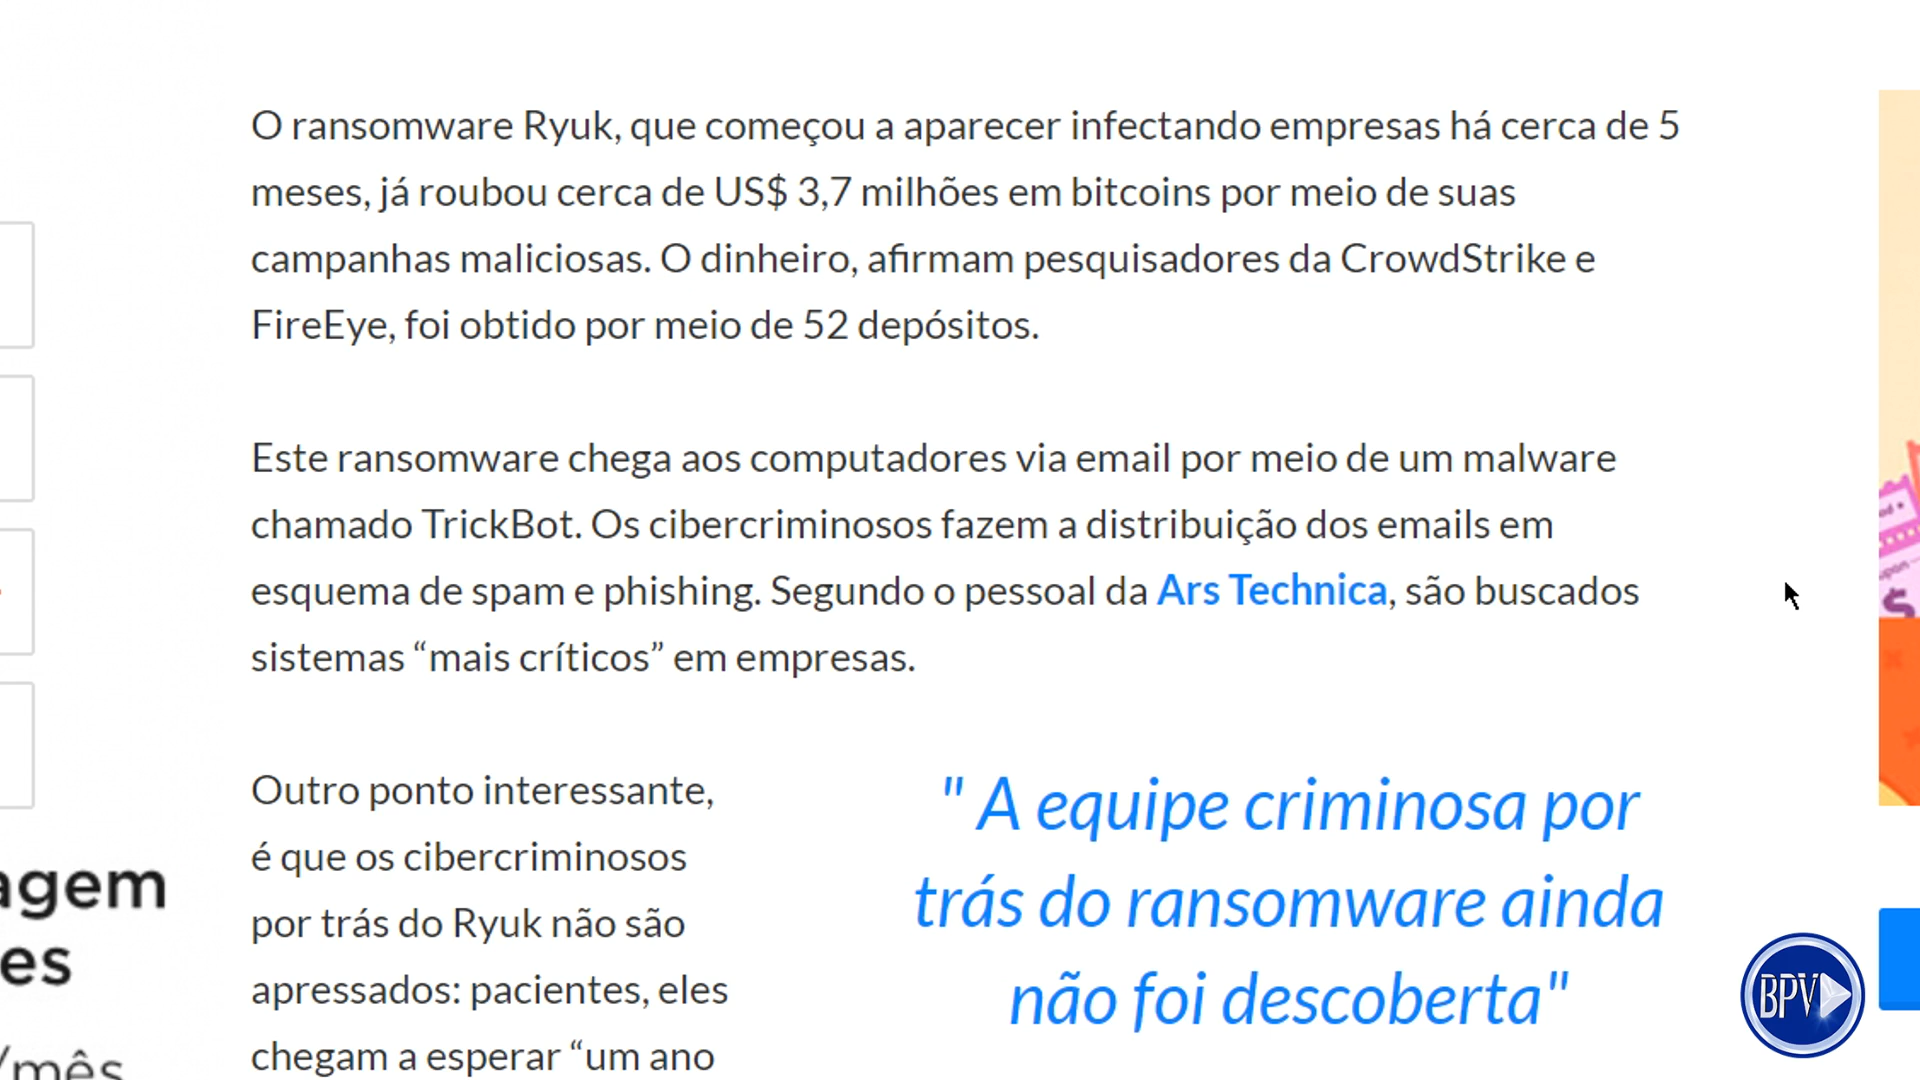 O ransomware Ryuk, que começou a aparecer infectando empresas há cerca de 5
meses, já roubou cerca de US$ 3,7 milhões em bitcoins por meio de suas
campanhas maliciosas. O dinheiro, afirmam pesquisadores da CrowdStrike e
FireEye, foi obtido por meio de 52 depósitos.
Este ransomware chega aos computadores via email por meio de um malware
chamado TrickBot. Os cibercriminosos fazem a distribuição dos emails em
esquema de spam e phishing. Segundo o pessoal da Ars Technica, são buscados
sistemas “mais críticos” em empresas.
Outro ponto interessante,
é que os cibercriminosos
por trás do Ryuk não são
apressados: pacientes, eles
chegam a esperar “um ano
" A equipe criminosa por
trás do ransomware ainda
não foi descoberta"
agem
es
/mês
BPV
$